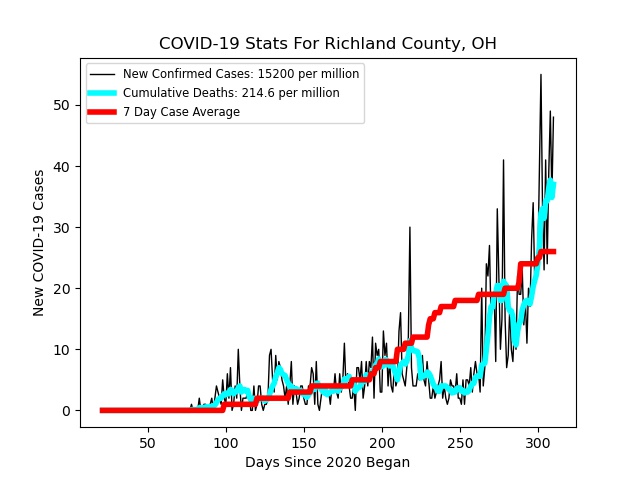 COVID-19 Stats For Richland County, OH
New Confirmed Cases: 15200 per million
Cumulative Deaths: 214.6 per million
7 Day Case Average
New COVID-19 Cases
50
40
30
20
10
0
50 100 150 200 250 300
Days Since 2020 Began